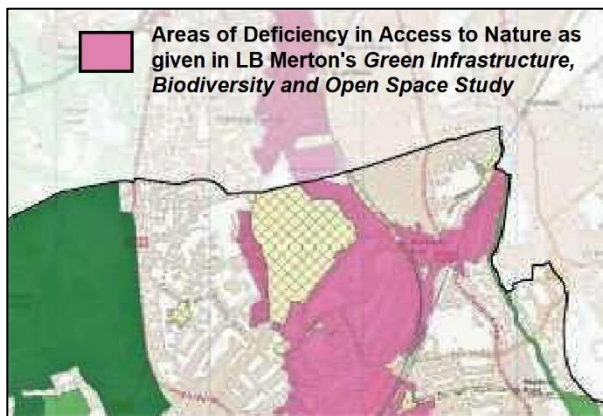 Areas of Deficiency in Access to Nature as
given in LB Merton's Green Infrastructure,
Biodiversity and Open Space Study